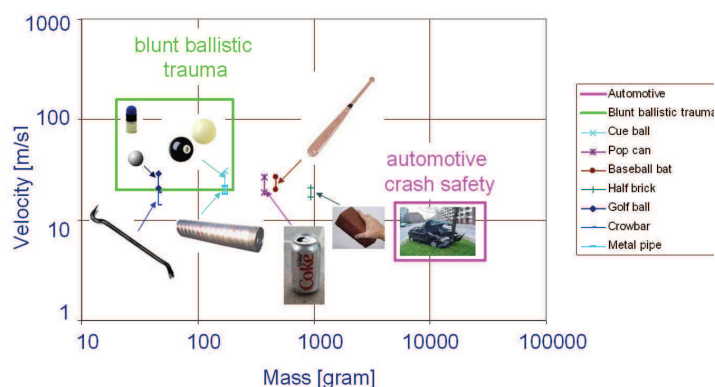 1000
100
10
1
Velocity [m/s]
blunt ballistic
trauma
automotive
crash safety
Diet
Coke
10
100
1000
10000
100000
Mass [gram]
Automotive
Blunt ballistic trauma
Cue ball
Pop can
Baseball bat
Half brick
Golf ball
Crowbar
Metal pipe